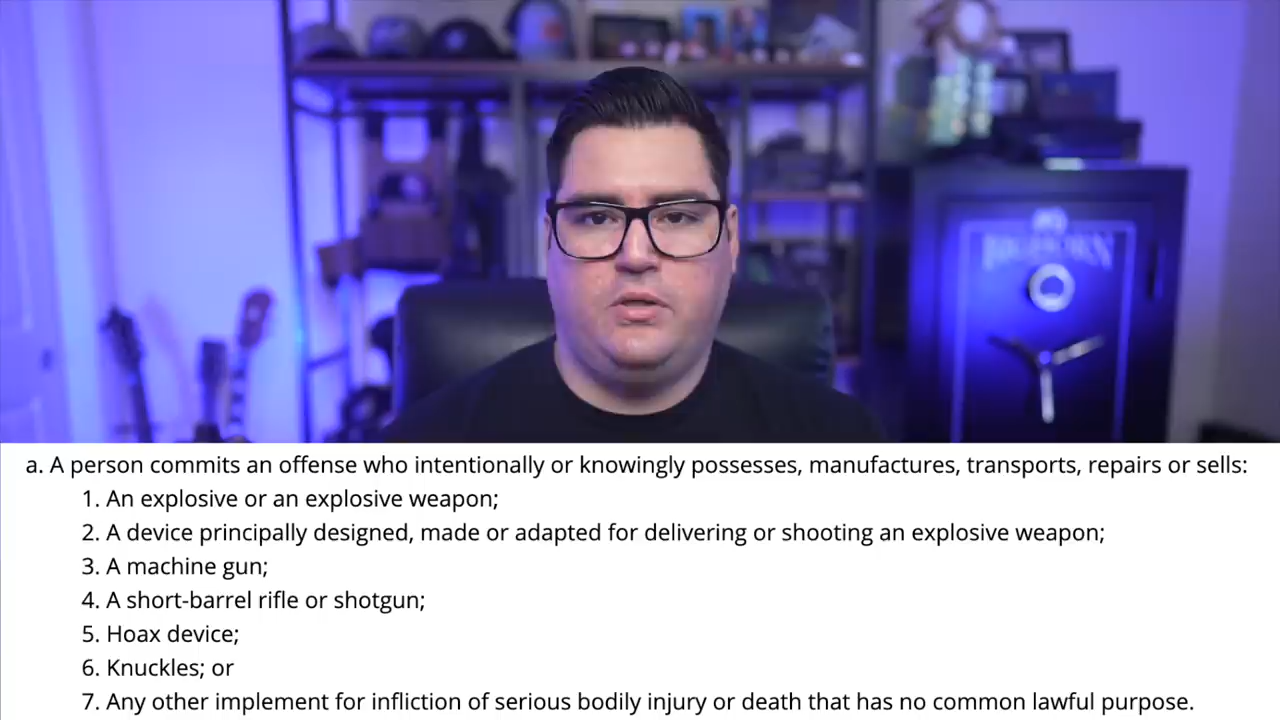 BIGHORN
a. A person commits an offense who intentionally or knowingly possesses, manufactures, transports, repairs or sells:
1. An explosive or an explosive weapon;
2. A device principally designed, made or adapted for delivering or shooting an explosive weapon;
3. A machine gun;
4. A short-barrel rifle or shotgun;
5. Hoax device;
6. Knuckles; or
7. Any other implement for infliction of serious bodily injury or death that has no common lawful purpose.